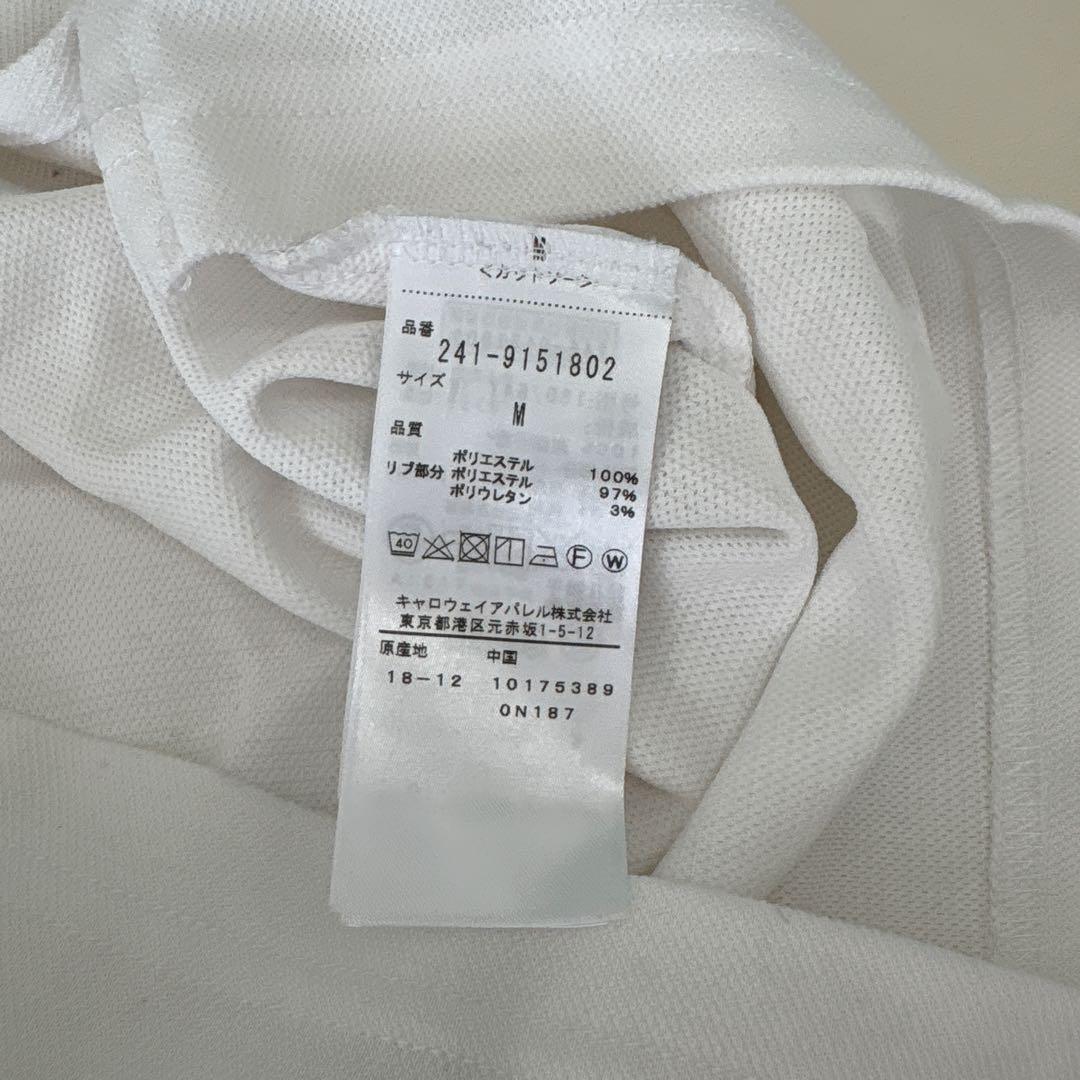 品番
241-9151802
サイズ
M
品質
ポリエステル 100%
リブ部分 ポリエステル 97%
ポリウレタン 3%
40 F W
キャロウェイアパレル株式会社
東京都港区元赤坂1-5-12
原産地 中国
18-12 10175389
0N187